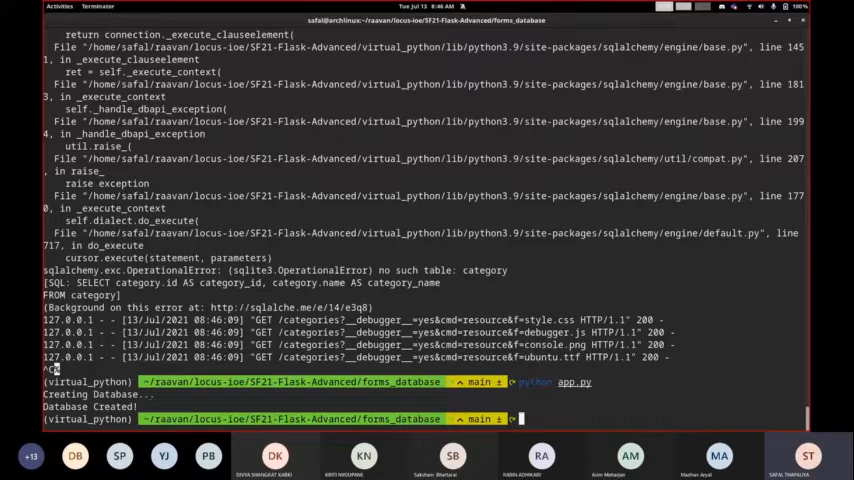 Activities Terminator Tue Jul 13 8:46 AM 100%
safal@archlinux:~/raavan/locus-ioe/SF21-Flask-Advanced/forms_database
return connection._execute_clauseelement(
File "/home/safal/raavan/locus-ioe/SF21-Flask-Advanced/virtual_python/lib/python3.9/site-packages/sqlalchemy/engine/base.py", line 145
1, in _execute_clauseelement
ret = self._execute_context(
File "/home/safal/raavan/locus-ioe/SF21-Flask-Advanced/virtual_python/lib/python3.9/site-packages/sqlalchemy/engine/base.py", line 181
3, in _execute_context
self._handle_dbapi_exception(
File "/home/safal/raavan/locus-ioe/SF21-Flask-Advanced/virtual_python/lib/python3.9/site-packages/sqlalchemy/engine/base.py", line 199
4, in _handle_dbapi_exception
util.raise_(
File "/home/safal/raavan/locus-ioe/SF21-Flask-Advanced/virtual_python/lib/python3.9/site-packages/sqlalchemy/util/compat.py", line 207
, in raise_
raise exception
File "/home/safal/raavan/locus-ioe/SF21-Flask-Advanced/virtual_python/lib/python3.9/site-packages/sqlalchemy/engine/base.py", line 177
0, in _execute_context
self.dialect.do_execute(
File "/home/safal/raavan/locus-ioe/SF21-Flask-Advanced/virtual_python/lib/python3.9/site-packages/sqlalchemy/engine/default.py", line
717, in do_execute
cursor.execute(statement, parameters)
sqlalchemy.exc.OperationalError: (sqlite3.OperationalError) no such table: category
[SQL: SELECT category.id AS category_id, category.name AS category_name
FROM category]
(Background on this error at: http://sqlalche.me/e/14/e3q8)
127.0.0.1 - - [13/Jul/2021 08:46:09] "GET /categories?__debugger__=yes&cmd=resource&f=style.css HTTP/1.1" 200 -
127.0.0.1 - - [13/Jul/2021 08:46:09] "GET /categories?__debugger__=yes&cmd=resource&f=debugger.js HTTP/1.1" 200 -
127.0.0.1 - - [13/Jul/2021 08:46:09] "GET /categories?__debugger__=yes&cmd=resource&f=console.png HTTP/1.1" 200 -
127.0.0.1 - - [13/Jul/2021 08:46:09] "GET /categories?__debugger__=yes&cmd=resource&f=ubuntu.ttf HTTP/1.1" 200 -
^C%
(virtual_python) ~/raavan/locus-ioe/SF21-Flask-Advanced/forms_database main ± python app.py
Creating Database...
Database Created!
(virtual_python) ~/raavan/locus-ioe/SF21-Flask-Advanced/forms_database main ±
+13 DB SP YJ PB DK KN SB RA AM MA ST
DIVYA SHANGKAT KARKI KRITI NYOUPANE Saksham Bhattarai RABIN ADHIKARI Asim Maharjan Madhav Aryal SAFAL THAPALIYA